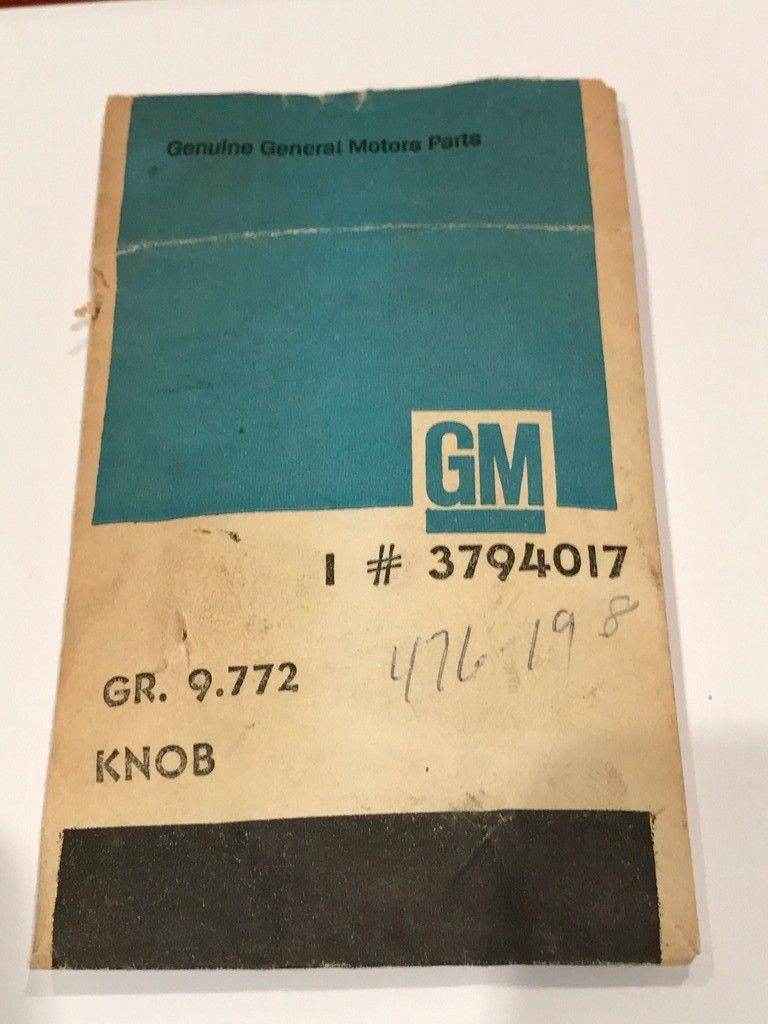 Genuine General Motors Parts
GM
1 # 3794017
476 198
GR. 9.772
KNOB